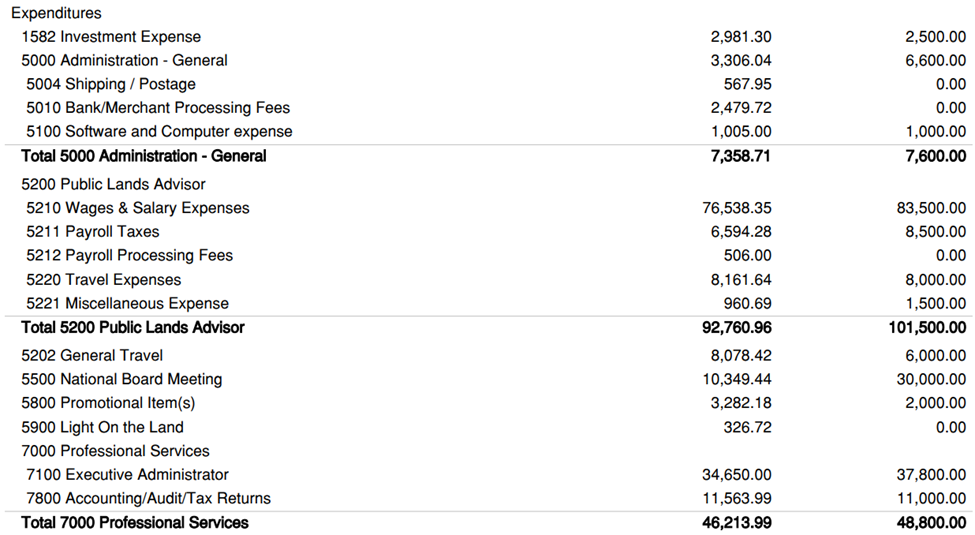 Expenditures
1582 Investment Expense 2,981.30 2,500.00
5000 Administration - General 3,306.04 6,600.00
5004 Shipping / Postage 567.95 0.00
5010 Bank/Merchant Processing Fees 2,479.72 0.00
5100 Software and Computer expense 1,005.00 1,000.00
Total 5000 Administration - General 7,358.71 7,600.00
5200 Public Lands Advisor
5210 Wages & Salary Expenses 76,538.35 83,500.00
5211 Payroll Taxes 6,594.28 8,500.00
5212 Payroll Processing Fees 506.00 0.00
5220 Travel Expenses 8,161.64 8,000.00
5221 Miscellaneous Expense 960.69 1,500.00
Total 5200 Public Lands Advisor 92,760.96 101,500.00
5202 General Travel 8,078.42 6,000.00
5500 National Board Meeting 10,349.44 30,000.00
5800 Promotional Item(s) 3,282.18 2,000.00
5900 Light On the Land 326.72 0.00
7000 Professional Services
7100 Executive Administrator 34,650.00 37,800.00
7800 Accounting/Audit/Tax Returns 11,563.99 11,000.00
Total 7000 Professional Services 46,213.99 48,800.00